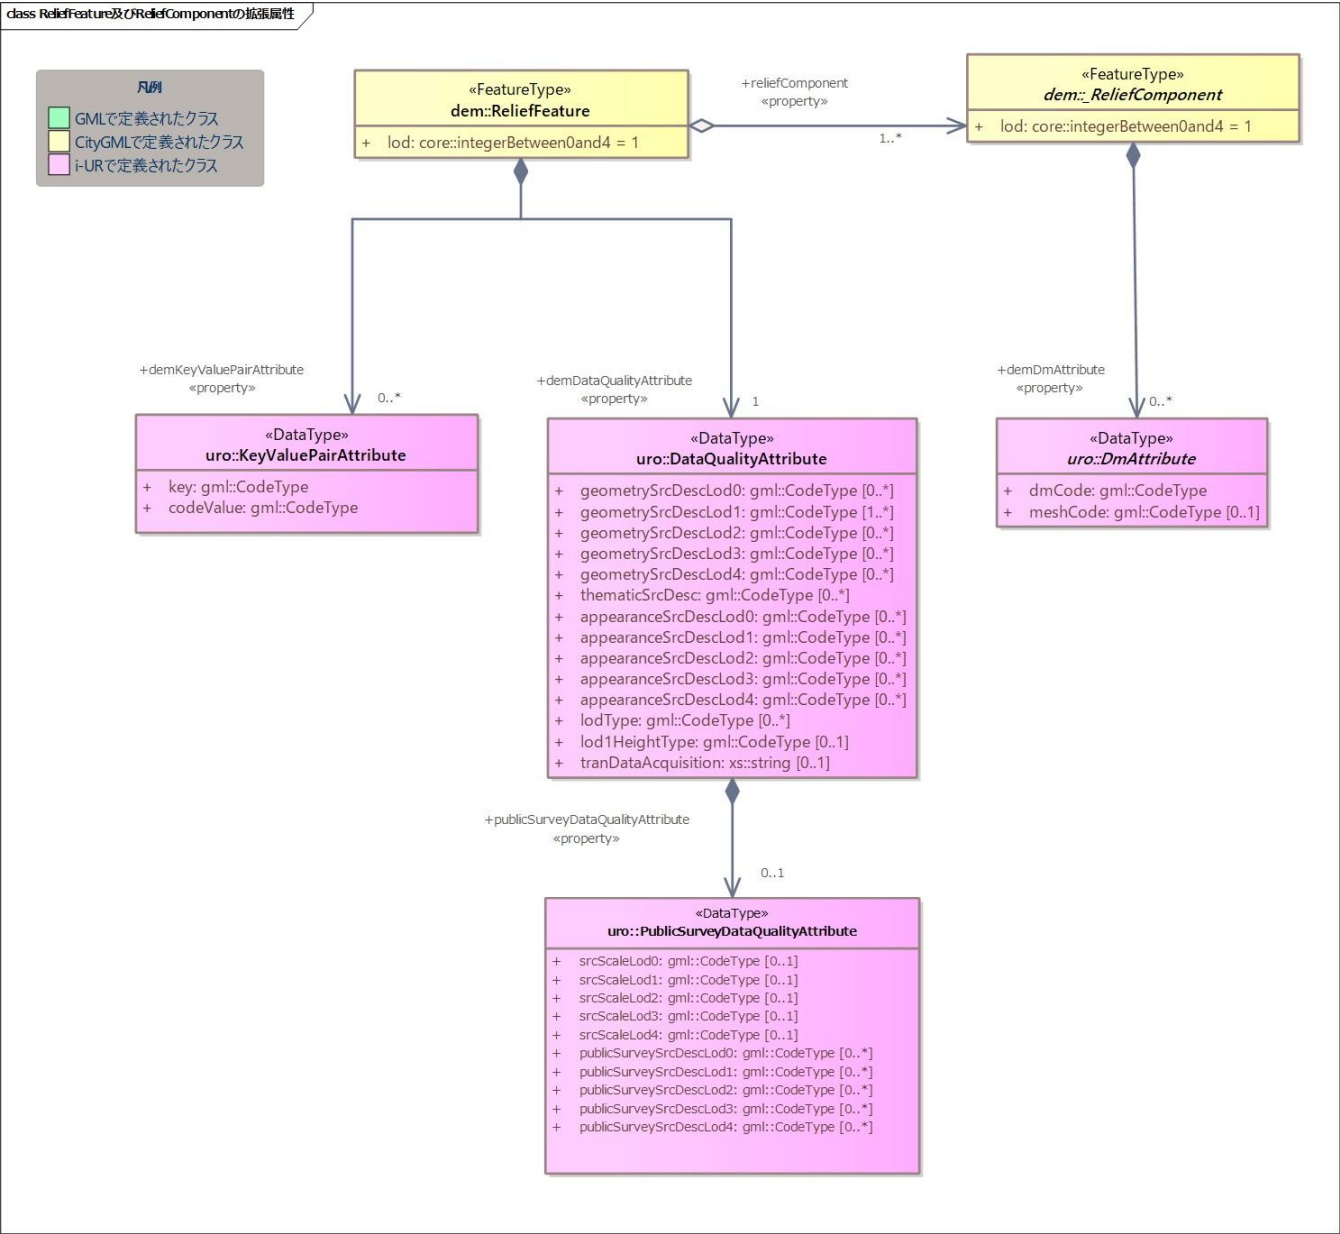 class ReliefFeature及びReliefComponentの拡張属性
凡例
GMLで定義されたクラス
CityGMLで定義されたクラス
i-URで定義されたクラス
«FeatureType»
dem::ReliefFeature
+ lod: core::integerBetween0and4 = 1
+reliefComponent
«property»
1..*
«FeatureType»
dem::_ReliefComponent
+ lod: core::integerBetween0and4 = 1
+demKeyValuePairAttribute
«property»
0..*
+demDataQualityAttribute
«property»
1
+demDmAttribute
«property»
0..*
«DataType»
uro::KeyValuePairAttribute
+ key: gml::CodeType
+ codeValue: gml::CodeType
«DataType»
uro::DataQualityAttribute
+ geometrySrcDescLod0: gml::CodeType [0..*]
+ geometrySrcDescLod1: gml::CodeType [1..*]
+ geometrySrcDescLod2: gml::CodeType [0..*]
+ geometrySrcDescLod3: gml::CodeType [0..*]
+ geometrySrcDescLod4: gml::CodeType [0..*]
+ thematicSrcDesc: gml::CodeType [0..*]
+ appearanceSrcDescLod0: gml::CodeType [0..*]
+ appearanceSrcDescLod1: gml::CodeType [0..*]
+ appearanceSrcDescLod2: gml::CodeType [0..*]
+ appearanceSrcDescLod3: gml::CodeType [0..*]
+ appearanceSrcDescLod4: gml::CodeType [0..*]
+ lodType: gml::CodeType [0..*]
+ lod1HeightType: gml::CodeType [0..1]
+ tranDataAcquisition: xs::string [0..1]
«DataType»
uro::DmAttribute
+ dmCode: gml::CodeType
+ meshCode: gml::CodeType [0..1]
+publicSurveyDataQualityAttribute
«property»
0..1
«DataType»
uro::PublicSurveyDataQualityAttribute
+ srcScaleLod0: gml::CodeType [0..1]
+ srcScaleLod1: gml::CodeType [0..1]
+ srcScaleLod2: gml::CodeType [0..1]
+ srcScaleLod3: gml::CodeType [0..1]
+ srcScaleLod4: gml::CodeType [0..1]
+ publicSurveySrcDescLod0: gml::CodeType [0..*]
+ publicSurveySrcDescLod1: gml::CodeType [0..*]
+ publicSurveySrcDescLod2: gml::CodeType [0..*]
+ publicSurveySrcDescLod3: gml::CodeType [0..*]
+ publicSurveySrcDescLod4: gml::CodeType [0..*]